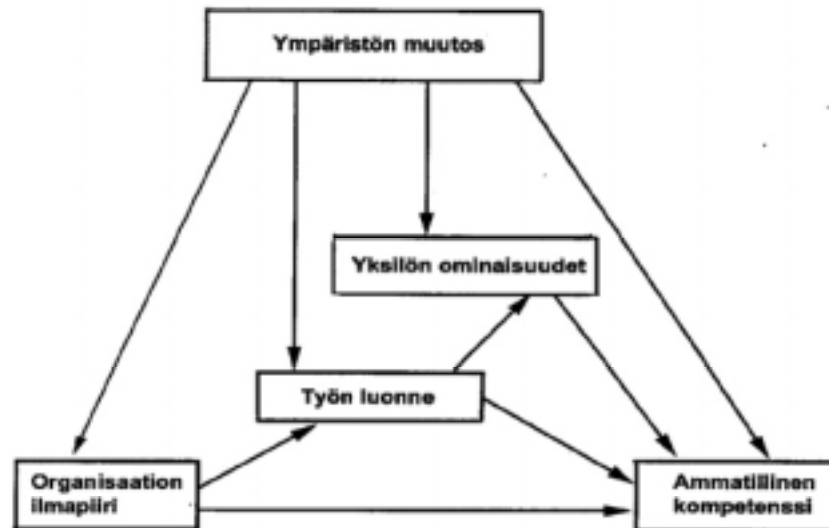 Ympäristön muutos
Yksilön ominaisuudet
Työn luonne
Organisaation
ilmapiiri
Ammatillinen
kompetenssi